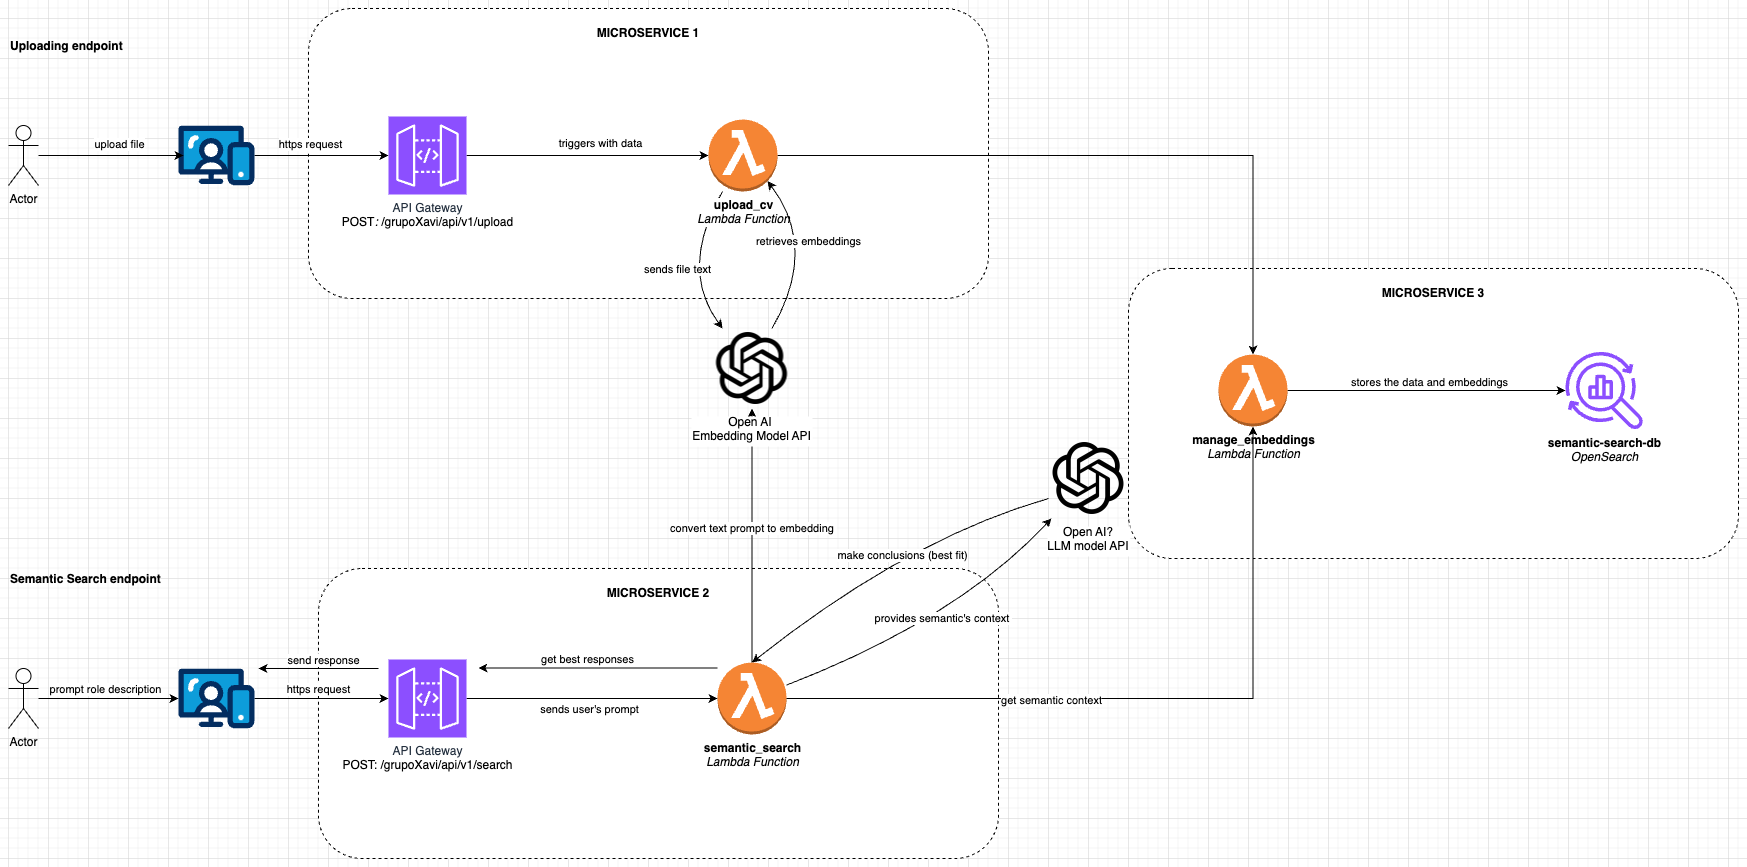 MICROSERVICE 1
Uploading endpoint
upload file
https request
triggers with data
Actor
API Gateway
POST: /grupoXavi/api/v1/upload
upload_cv
Lambda Function
retrieves embeddings
sends file text
MICROSERVICE 3
stores the data and embeddings
Open AI
Embedding Model API
manage_embeddings
Lambda Function
semantic-search-db
OpenSearch
convert text prompt to embedding
Open AI?
LLM model API
make conclusions (best fit)
Semantic Search endpoint
MICROSERVICE 2
provides semantic's context
send response
get best responses
prompt role description
https request
sends user's prompt
get semantic context
Actor
API Gateway
POST: /grupoXavi/api/v1/search
semantic_search
Lambda Function